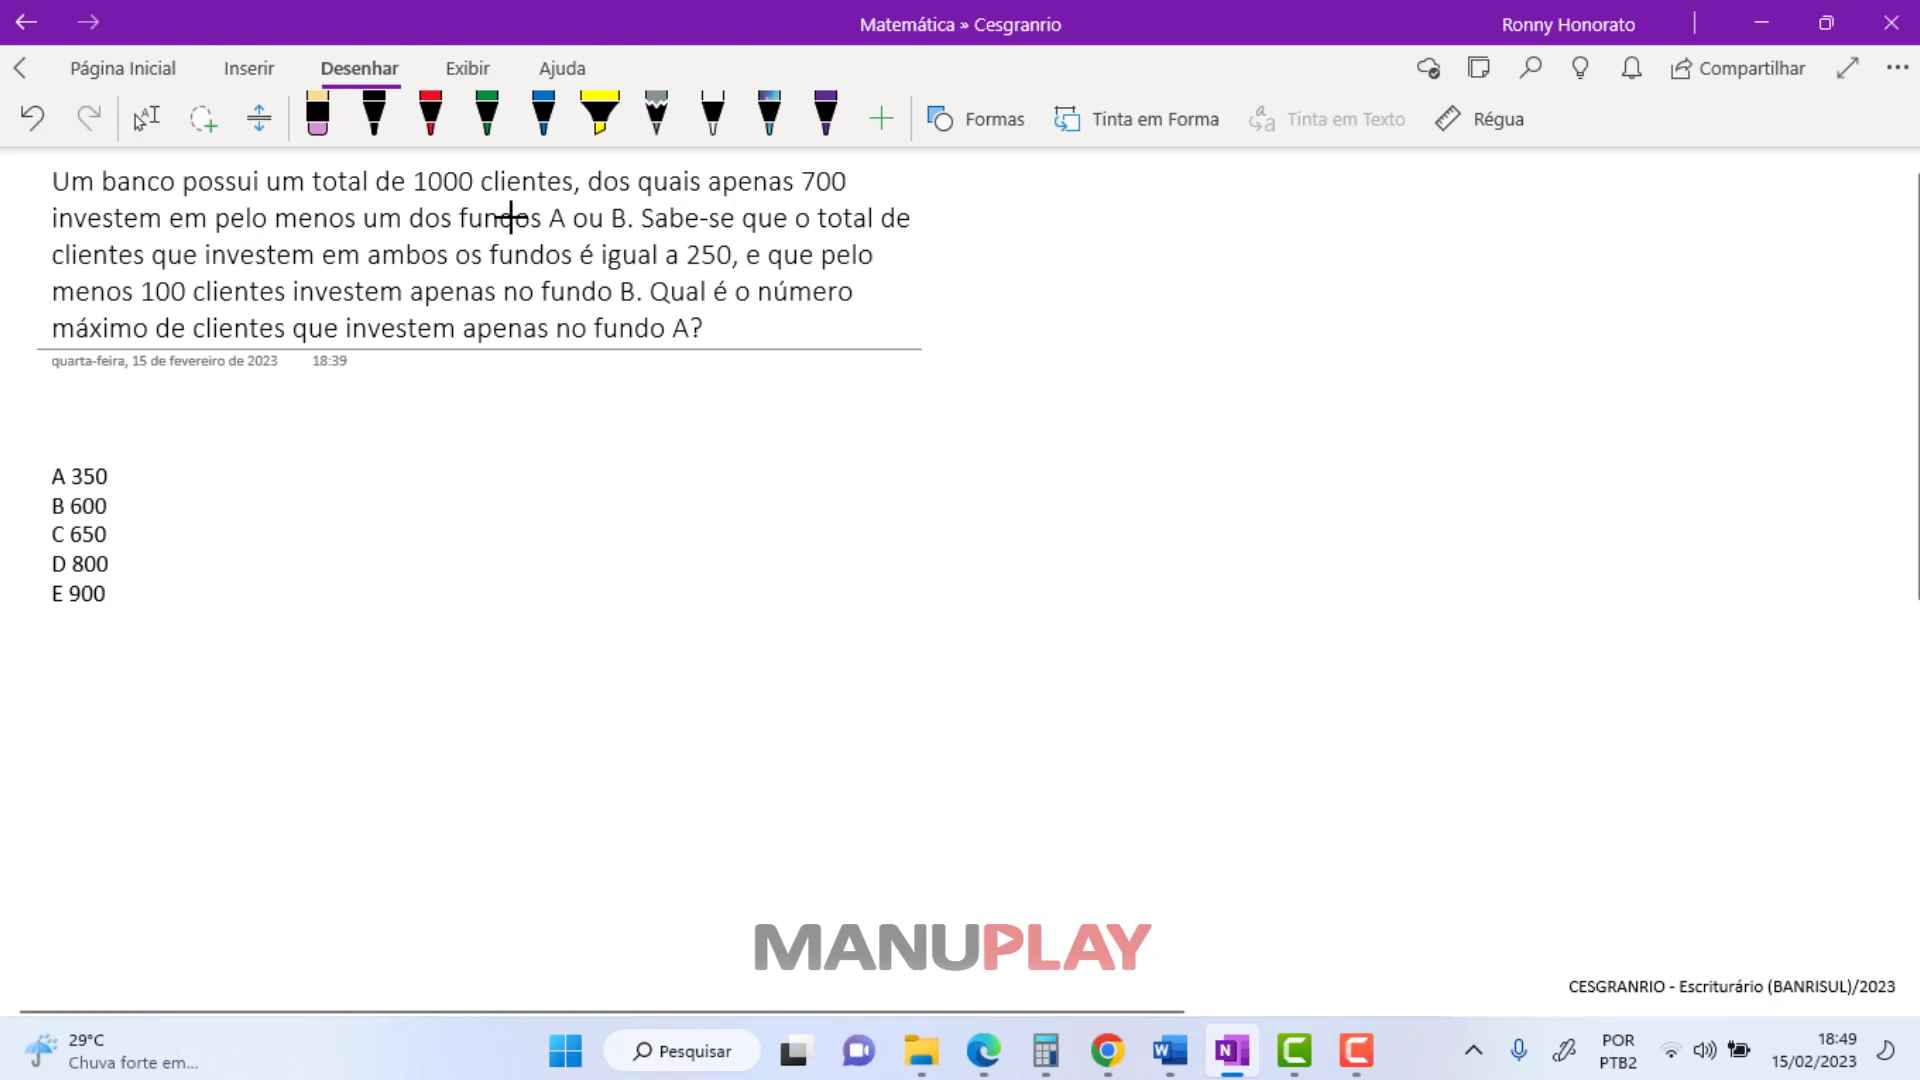 Matemática » Cesgranrio
Ronny Honorato
Página Inicial
Inserir
Desenhar
Exibir
Ajuda
Compartilhar
Formas
Tinta em Forma
Tinta em Texto
Régua
Um banco possui um total de 1000 clientes, dos quais apenas 700
investem em pelo menos um dos fundos A ou B. Sabe-se que o total de
clientes que investem em ambos os fundos é igual a 250, e que pelo
menos 100 clientes investem apenas no fundo B. Qual é o número
máximo de clientes que investem apenas no fundo A?
quarta-feira, 15 de fevereiro de 2023 18:39
A 350
B 600
C 650
D 800
E 900
MANUPLAY
CESGRANRIO - Escriturário (BANRISUL)/2023
29°C
Chuva forte em...
Pesquisar
POR
PTB2
18:49
15/02/2023